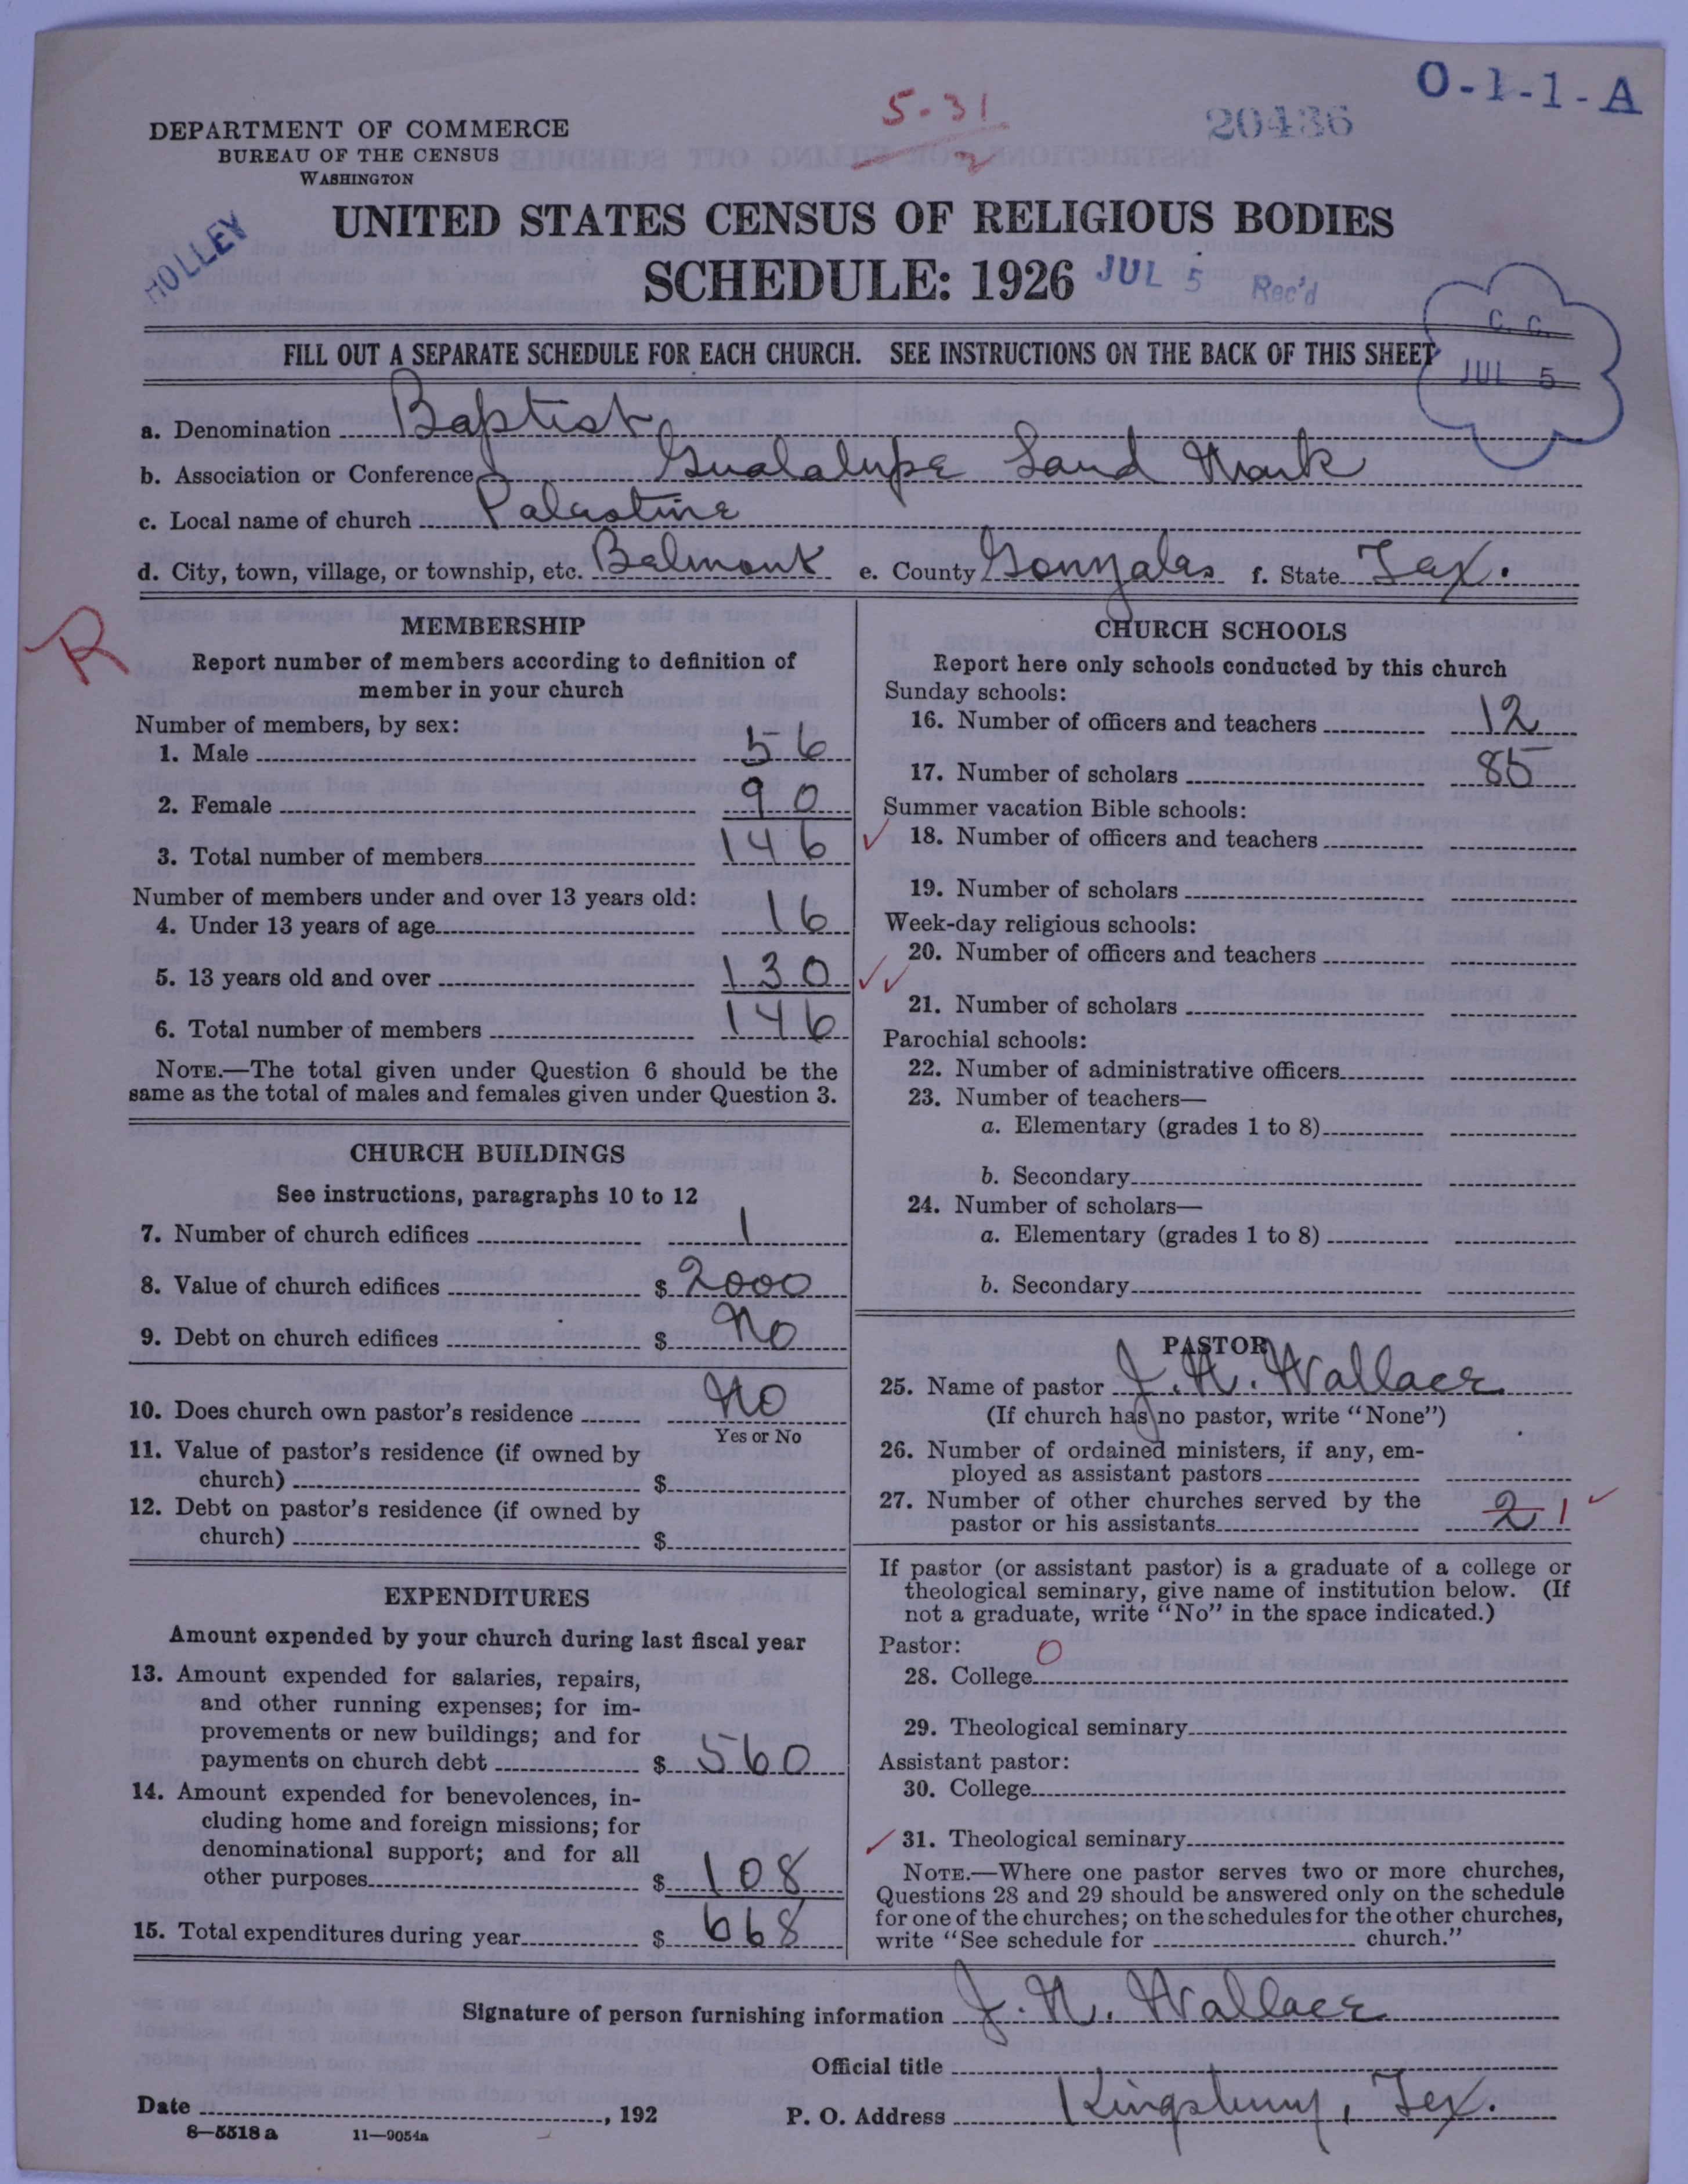 O-1-1-A
5-31
2
20436
DEPARTMENT OF COMMERCE
BUREAU OF THE CENSUS
WASHINGTON
HOLLEY
UNITED STATES CENSUS OF RELIGIOUS BODIES
SCHEDULE: 1926 JUL 5 Rec'd
C. C.
JUL 5
FILL OUT A SEPARATE SCHEDULE FOR EACH CHURCH. SEE INSTRUCTIONS ON THE BACK OF THIS SHEET
a. Denomination Baptist
b. Association or Conference Guadalupe Land Mark
c. Local name of church Palastine
d. City, town, village, or township, etc. Belmont e. County Gonzalas f. State Tex.
R
MEMBERSHIP
Report number of members according to definition of
member in your church
Number of members, by sex:
1. Male 56
2. Female 90
3. Total number of members 146
Number of members under and over 13 years old:
4. Under 13 years of age 16
5. 13 years old and over 130
6. Total number of members 146
NOTE.—The total given under Question 6 should be the
same as the total of males and females given under Question 3.
CHURCH BUILDINGS
See instructions, paragraphs 10 to 12
7. Number of church edifices 1
8. Value of church edifices $ 2000
9. Debt on church edifices $ No
10. Does church own pastor's residence No
Yes or No
11. Value of pastor's residence (if owned by
church) $
12. Debt on pastor's residence (if owned by
church) $
EXPENDITURES
Amount expended by your church during last fiscal year
13. Amount expended for salaries, repairs,
and other running expenses; for im-
provements or new buildings; and for
payments on church debt $ 560
14. Amount expended for benevolences, in-
cluding home and foreign missions; for
denominational support; and for all
other purposes $ 108
15. Total expenditures during year $ 668
CHURCH SCHOOLS
Report here only schools conducted by this church
Sunday schools:
16. Number of officers and teachers 12
17. Number of scholars 85
Summer vacation Bible schools:
18. Number of officers and teachers
19. Number of scholars
Week-day religious schools:
20. Number of officers and teachers
21. Number of scholars
Parochial schools:
22. Number of administrative officers
23. Number of teachers—
a. Elementary (grades 1 to 8)
b. Secondary
24. Number of scholars—
a. Elementary (grades 1 to 8)
b. Secondary
PASTOR
25. Name of pastor J. N. Wallace
(If church has no pastor, write "None")
26. Number of ordained ministers, if any, em-
ployed as assistant pastors
27. Number of other churches served by the
pastor or his assistants 2 1
If pastor (or assistant pastor) is a graduate of a college or
theological seminary, give name of institution below. (If
not a graduate, write "No" in the space indicated.)
Pastor:
28. College 0
29. Theological seminary
Assistant pastor:
30. College
31. Theological seminary
NOTE.—Where one pastor serves two or more churches,
Questions 28 and 29 should be answered only on the schedule
for one of the churches; on the schedules for the other churches,
write "See schedule for church."
Signature of person furnishing information J. N. Wallace
Official title
Date , 192 P. O. Address Kingsbury, Tex.
8—5518a 11—9054a